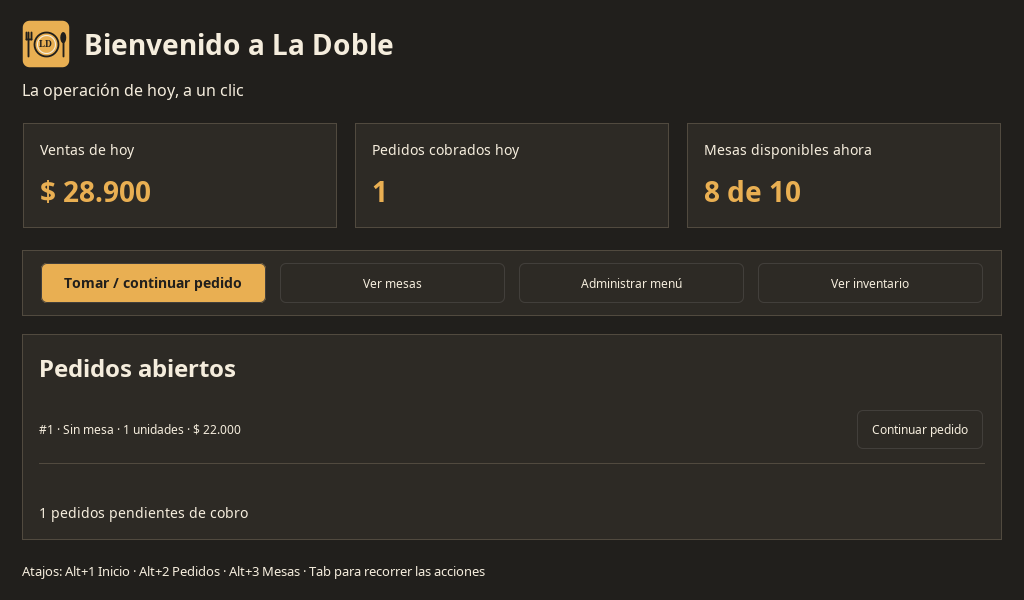 LD
Bienvenido a La Doble
La operación de hoy, a un clic
Ventas de hoy
$ 28.900
Pedidos cobrados hoy
1
Mesas disponibles ahora
8 de 10
Tomar / continuar pedido
Ver mesas
Administrar menú
Ver inventario
Pedidos abiertos
#1 · Sin mesa · 1 unidades · $ 22.000
Continuar pedido
1 pedidos pendientes de cobro
Atajos: Alt+1 Inicio · Alt+2 Pedidos · Alt+3 Mesas · Tab para recorrer las acciones